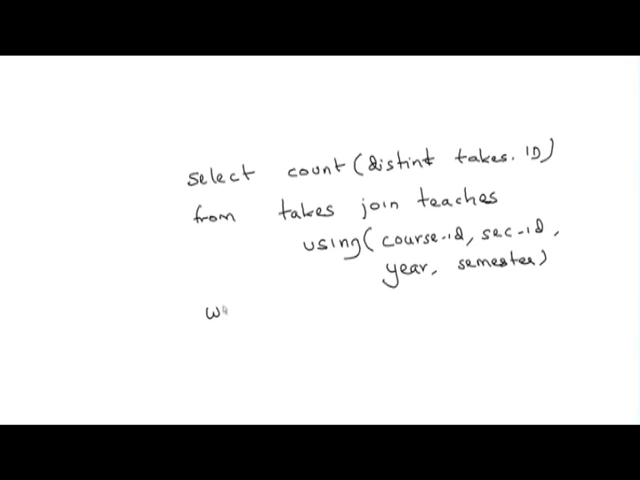 select count(distint takes.ID)
from takes join teaches
using(course-id, sec-id,
year, semester)
w